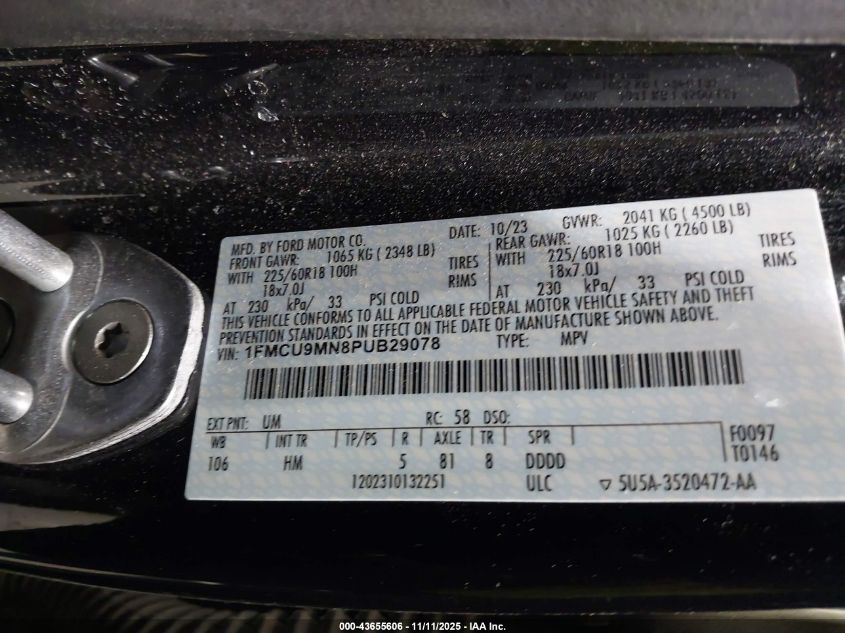 MFD. BY FORD MOTOR CO.
DATE: 10/23 GVWR: 2041 KG ( 4500 LB)
FRONT GAWR: 1065 KG ( 2348 LB)
REAR GAWR: 1025 KG ( 2260 LB)
WITH 225/60R18 100H TIRES
WITH 225/60R18 100H TIRES
18x7.0J RIMS
18x7.0J RIMS
AT 230 kPa/ 33 PSI COLD
AT 230 kPa/ 33 PSI COLD
THIS VEHICLE CONFORMS TO ALL APPLICABLE FEDERAL MOTOR VEHICLE SAFETY AND THEFT
PREVENTION STANDARDS IN EFFECT ON THE DATE OF MANUFACTURE SHOWN ABOVE.
VIN: 1FMCU9MN8PUB29078 TYPE: MPV
EXT PNT: UM RC: 58 DSO:
WB INT TR TP/PS R AXLE TR SPR F0097
106 HM 5 81 8 DDDD T0146
1202310132251 ULC ▽ 5U5A-3520472-AA
000-43655606 - 11/11/2025 - IAA Inc.